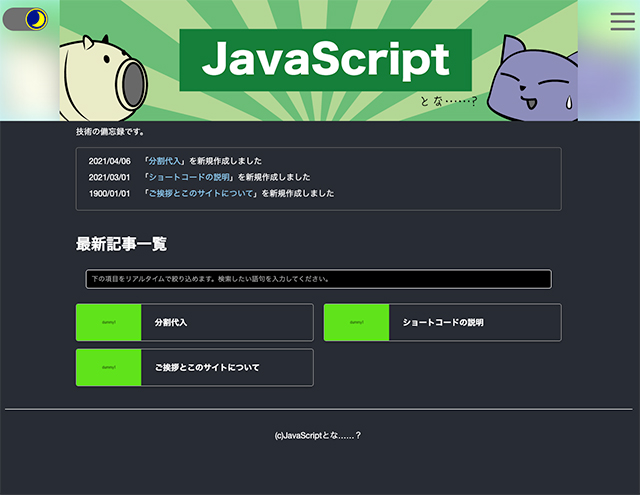 JavaScript
とな……?
技術の備忘録です。
2021/04/06 「分割代入」を新規作成しました
2021/03/01 「ショートコードの説明」を新規作成しました
1900/01/01 「ご挨拶とこのサイトについて」を新規作成しました
最新記事一覧
下の項目をリアルタイムで絞り込めます。検索したい語句を入力してください。
dammy! 分割代入
dammy! ショートコードの説明
dammy! ご挨拶とこのサイトについて
(c)JavaScriptとな……？